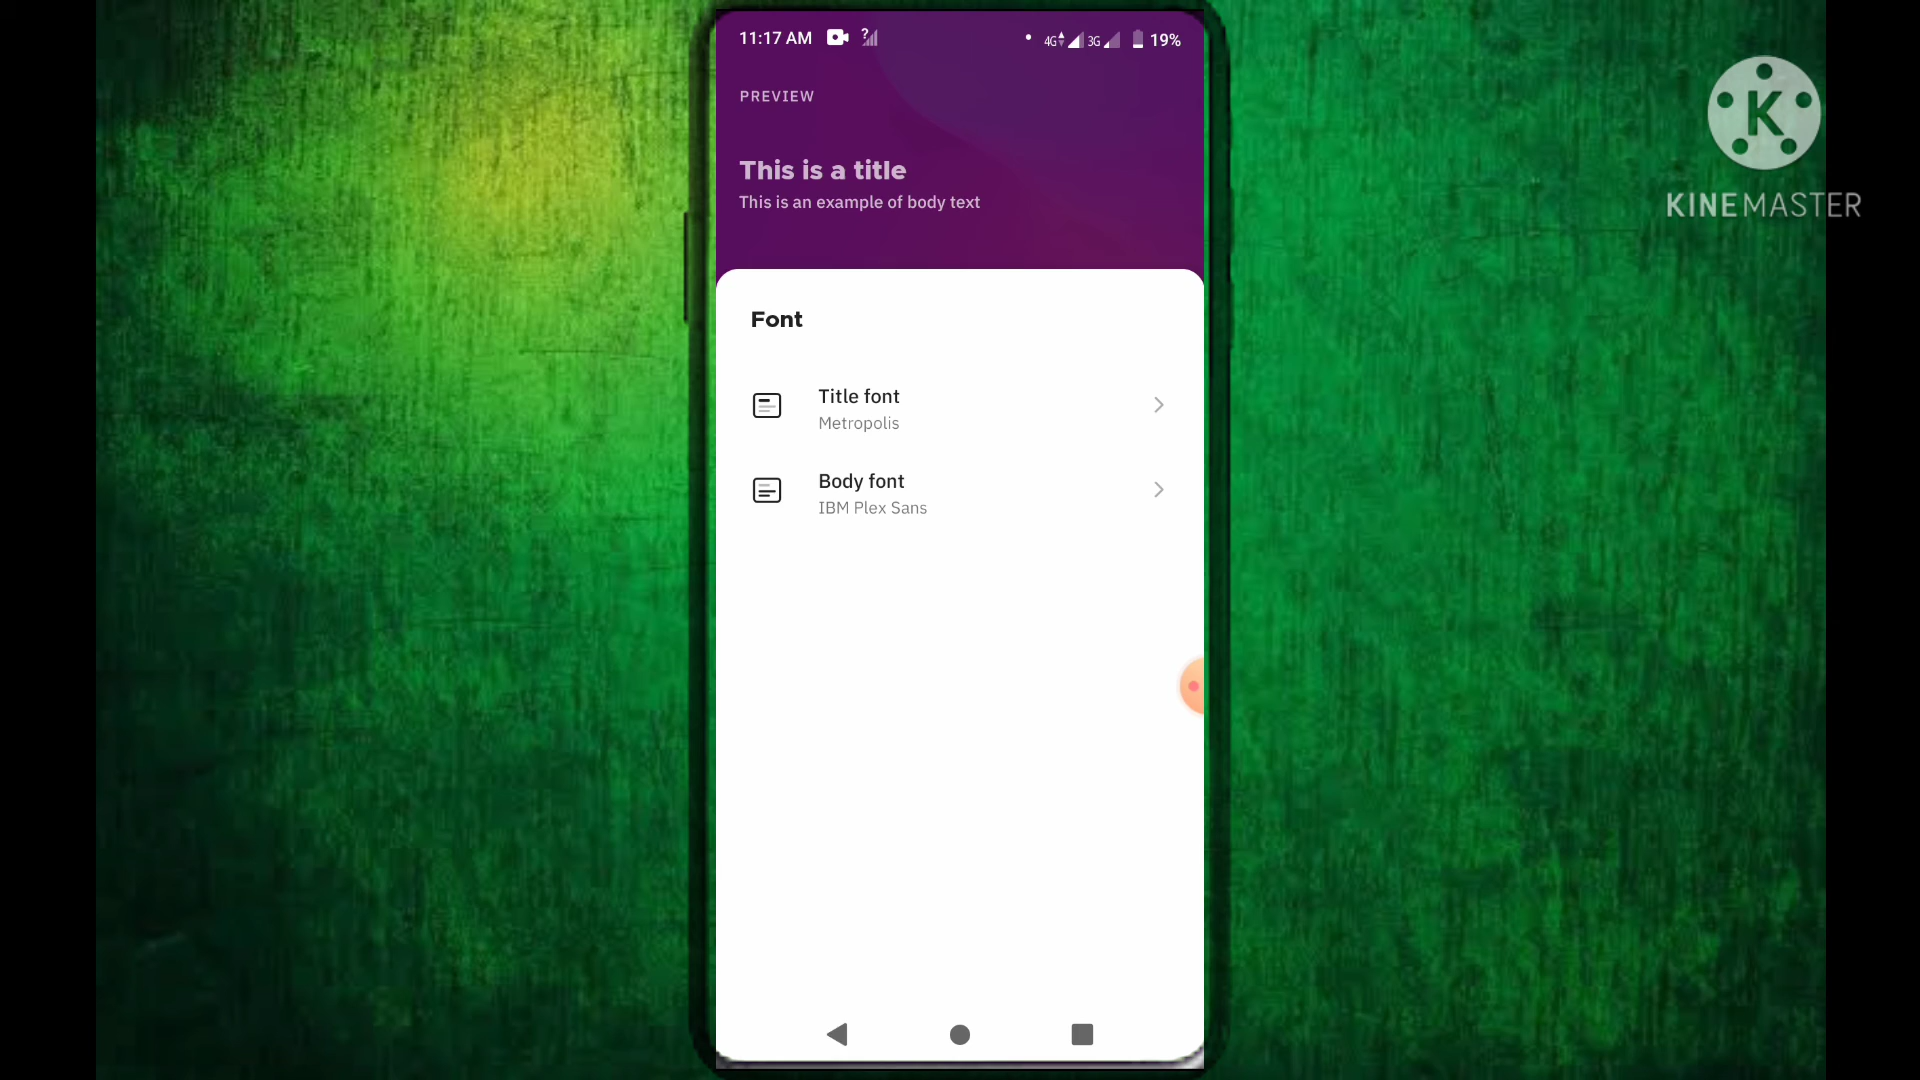 11:17 AM ? 4G 3G 19%
PREVIEW
This is a title
This is an example of body text
Font
Title font
Metropolis
Body font
IBM Plex Sans
K
KINEMASTER